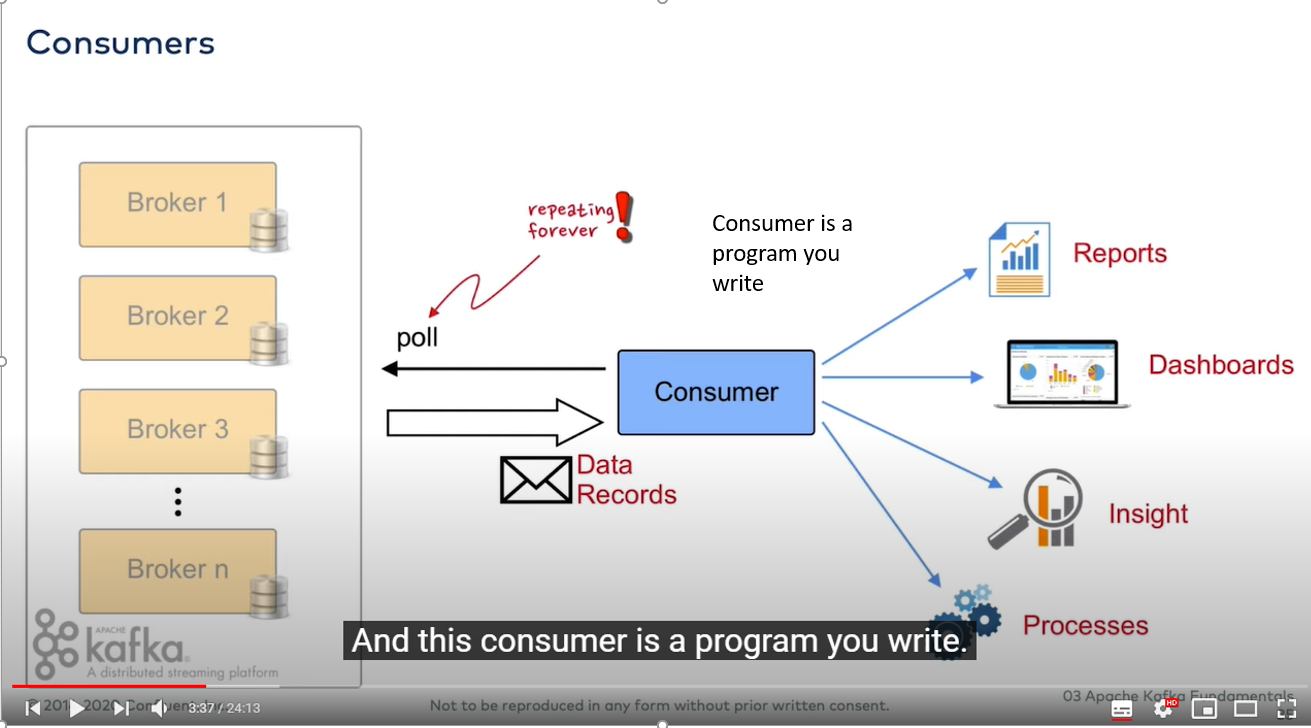 Consumers
Broker 1
Broker 2
Broker 3
Broker n
repeating
forever
poll
Consumer is a
program you
write
Consumer
Data
Records
Reports
Dashboards
Insight
Processes
APACHE
kafka®
A distributed streaming platform
And this consumer is a program you write.
3:37 / 24:13
Not to be reproduced in any form without prior written consent.
03 Apache Kafka Fundamentals
HD